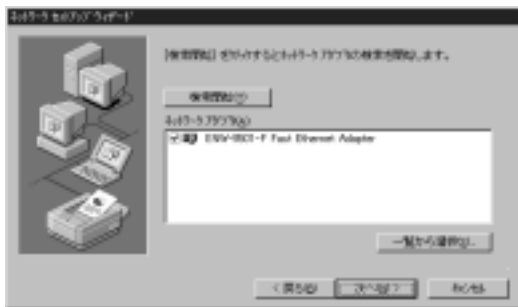 ネットワーク セットアップ ウィザード
[検索開始] をクリックするとネットワーク アダプタの検索を開始します。
検索開始(S)
ネットワーク アダプタ(A)
Fast Ethernet Adapter
一覧から選択(L)...
< 戻る(B)
次へ(N) >
キャンセル